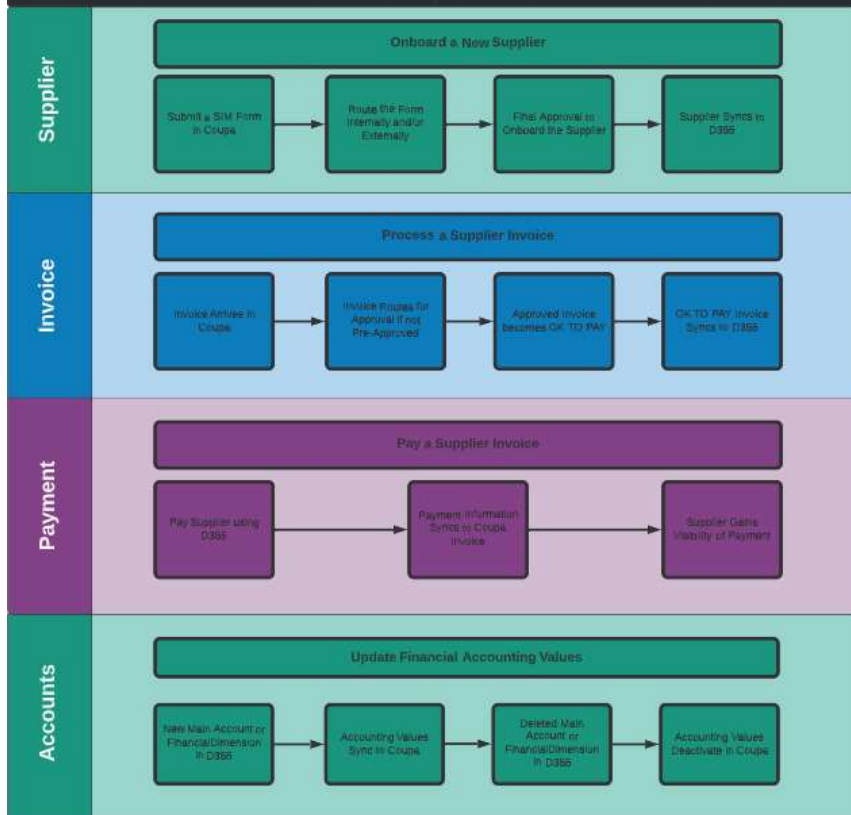 Supplier
Onboard a New Supplier
Submit a SIM Form
in Coupa
Route the Form
Internally and/or
Externally
Final Approval to
Onboard the Supplier
Supplier Syncs to
D365
Invoice
Process a Supplier Invoice
Invoice Arrives in
Coupa
Invoice Routes for
Approval if not
Pre-Approved
Approved Invoice
becomes OK TO PAY
OK TO PAY Invoice
Syncs to D365
Payment
Pay a Supplier Invoice
Pay Supplier using
D365
Payment Information
Syncs to Coupa
Invoice
Supplier Gains
Visibility of Payment
Accounts
Update Financial Accounting Values
New Main Account or
FinancialDimension
in D365
Accounting Values
Sync to Coupa
Deleted Main
Account or
FinancialDimension
in D365
Accounting Values
Deactivate in Coupa